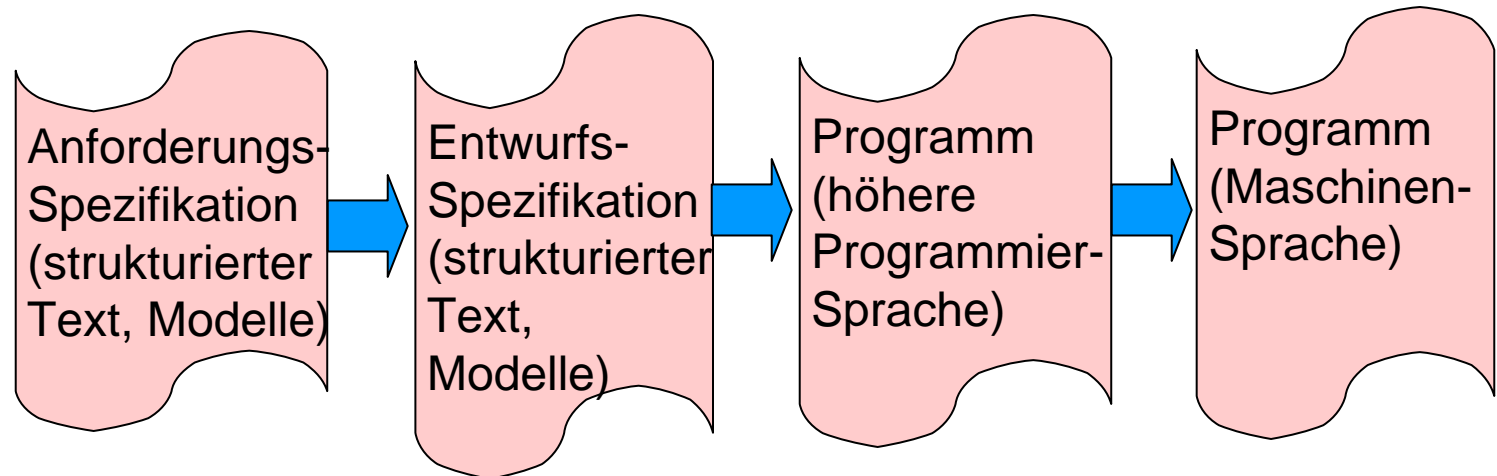 Anforderungs-
Spezifikation
(strukturierter
Text, Modelle)
Entwurfs-
Spezifikation
(strukturierter
Text,
Modelle)
Programm
(höhere
Programmier-
Sprache)
Programm
(Maschinen-
Sprache)